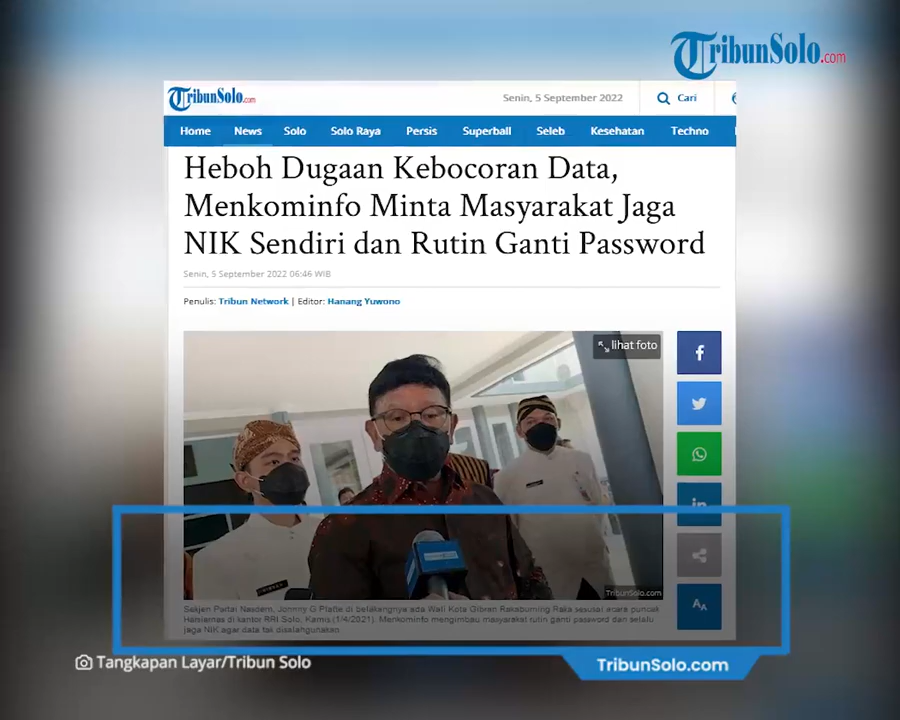 TribunSolo.com
TribunSolo.com
Senin, 5 September 2022
Cari
Home News Solo Solo Raya Persis Superball Seleb Kesehatan Techno
Heboh Dugaan Kebocoran Data,
Menkominfo Minta Masyarakat Jaga
NIK Sendiri dan Rutin Ganti Password
Senin, 5 September 2022 06:46 WIB
Penulis: Tribun Network | Editor: Hanang Yuwono
lihat foto
f
in
TribunSolo.com
AA
Sekjen Partai Nasdem, Johnny G Platte di belakangnya ada Wali Kota Gibran Rakabuming Raka sesusai acara puncak
Harsiarnas di kantor RRI Solo, Kamis (1/4/2021). Menkominfo mengimbau masyarakat rutin ganti password dan selalu
jaga NIK agar data tak disalahgunakan.
Tangkapan Layar/Tribun Solo
TribunSolo.com